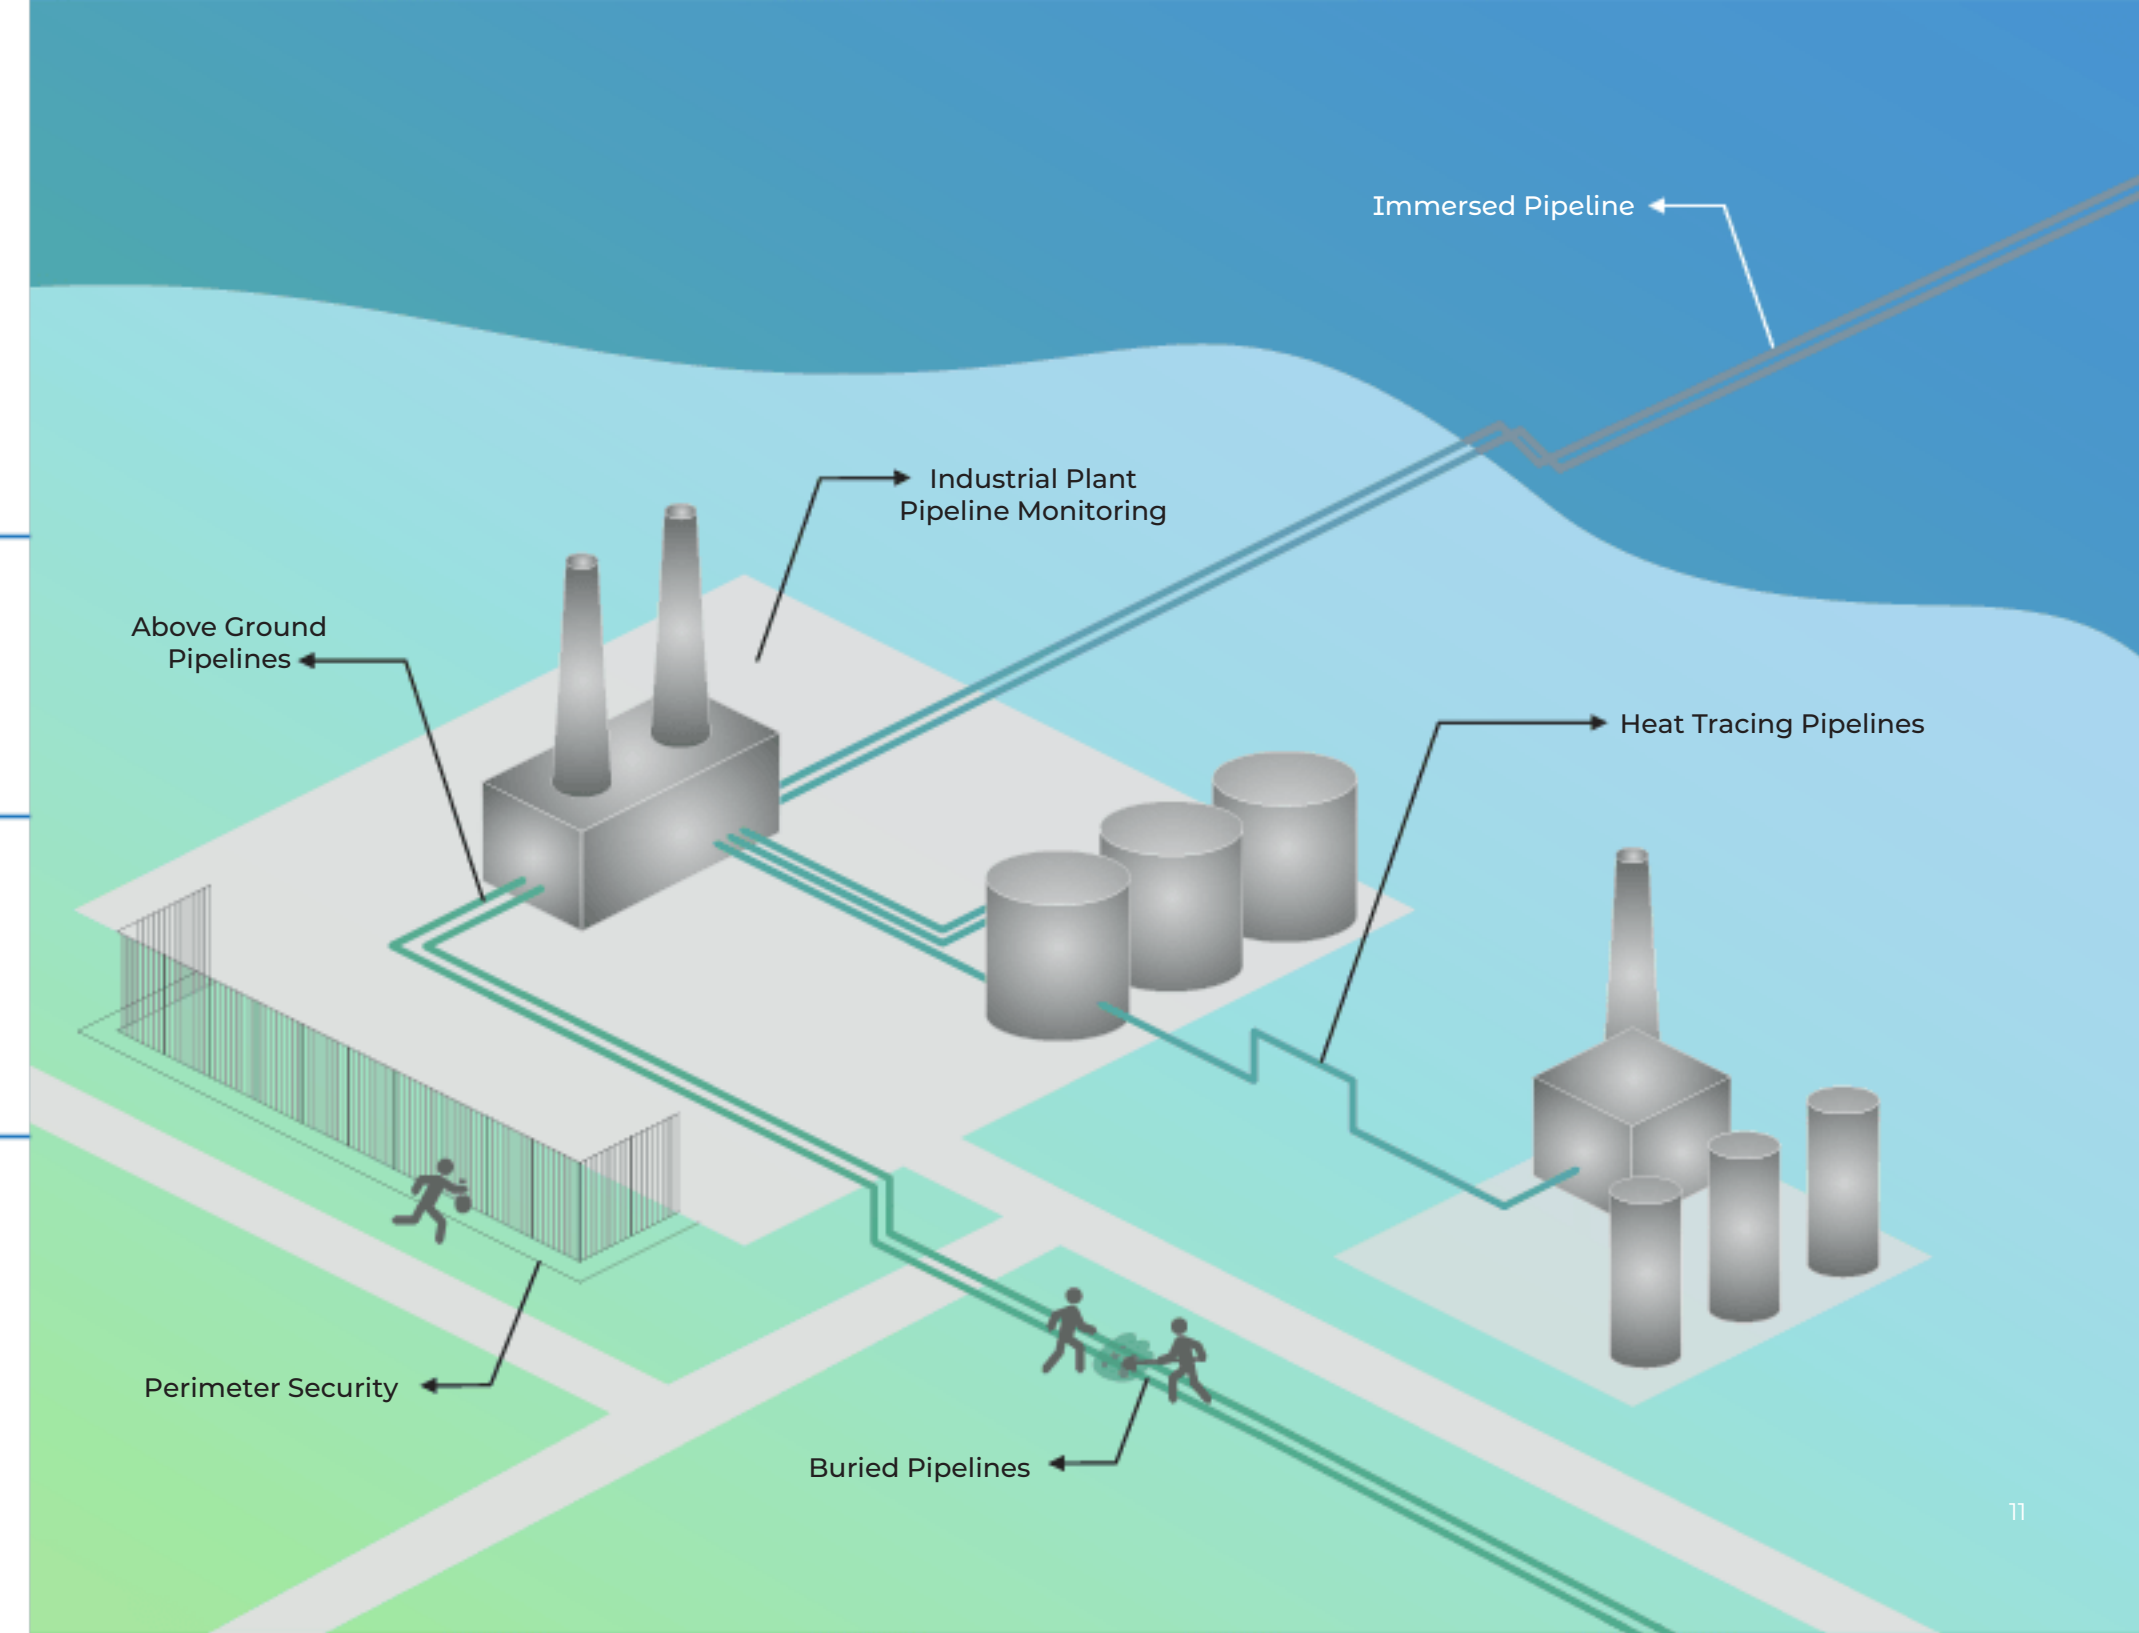 Immersed Pipeline
Industrial Plant
Pipeline Monitoring
Above Ground
Pipelines
Heat Tracing Pipelines
Perimeter Security
Buried Pipelines
11